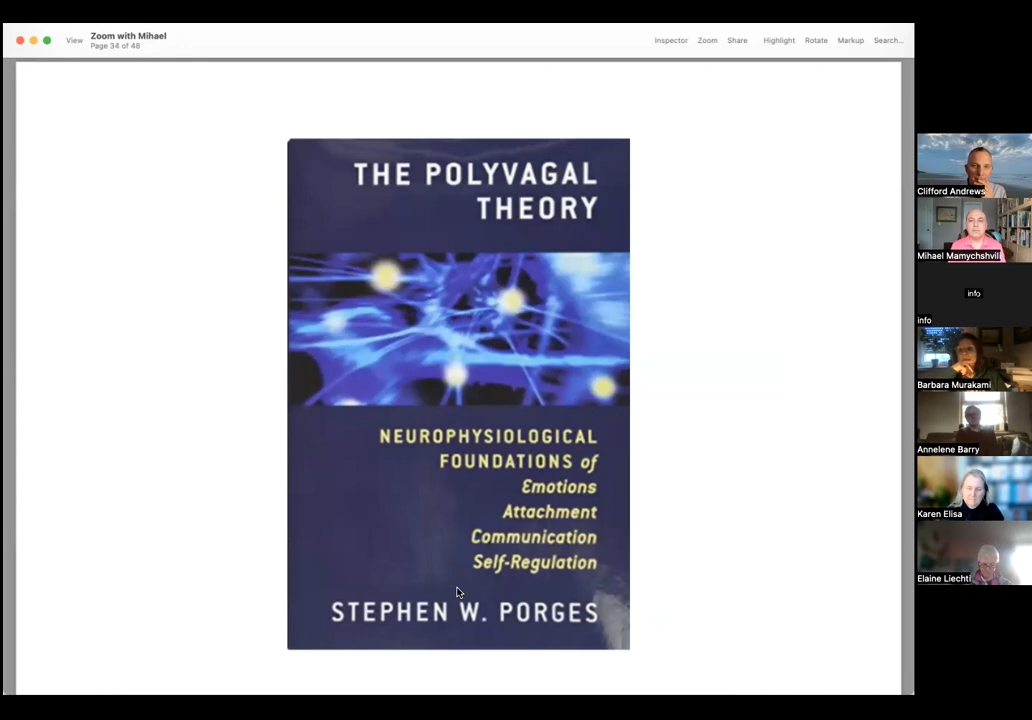 View
Zoom with Mihael
Page 34 of 48
Inspector Zoom Share Highlight Rotate Markup Search...
THE POLYVAGAL
THEORY
NEUROPHYSIOLOGICAL
FOUNDATIONS of
Emotions
Attachment
Communication
Self-Regulation
STEPHEN W. PORGES
Clifford Andrews
Mihael Mamychshvili
info
info
Barbara Murakami
Annelene Barry
Karen Elisa
Elaine Liechti